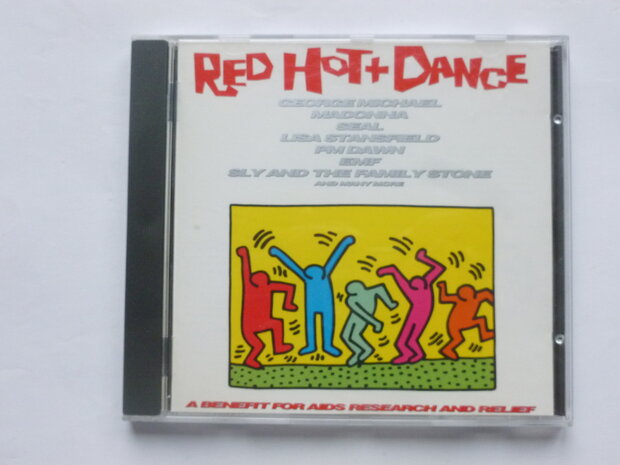 RED HOT + DANCE
GEORGE MICHAEL
MADONNA
SEAL
LISA STANSFIELD
PM DAWN
EMF
SLY AND THE FAMILY STONE
AND MANY MORE
A BENEFIT FOR AIDS RESEARCH AND RELIEF